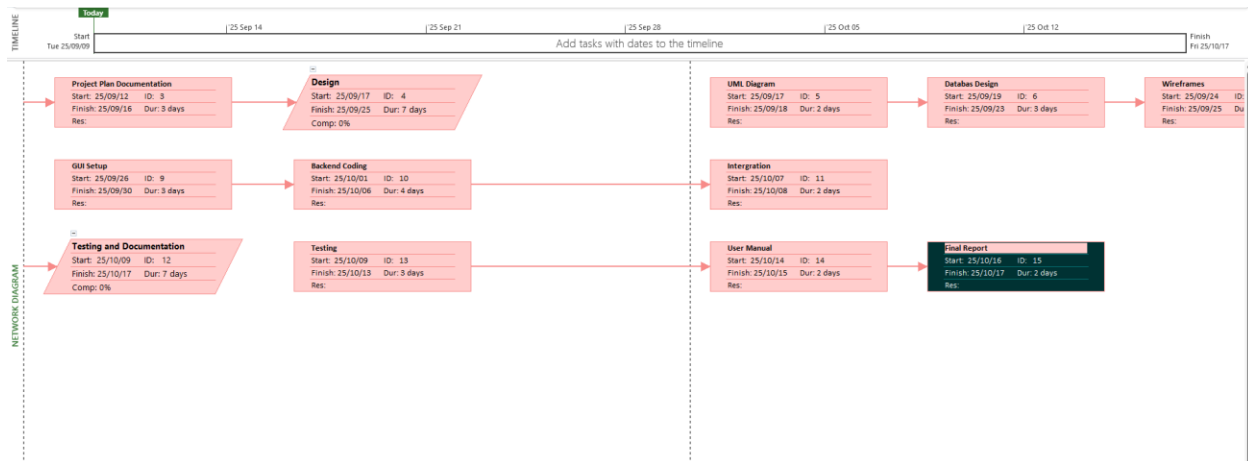 Today
'25 Sep 14
'25 Sep 21
'25 Sep 28
'25 Oct 05
'25 Oct 12
TIMELINE
Start
Tue 25/09/09
Add tasks with dates to the timeline
Finish
Fri 25/10/17
NETWORK DIAGRAM
Project Plan Documentation
Start: 25/09/12 ID: 3
Finish: 25/09/16 Dur: 3 days
Res:
Design
Start: 25/09/17 ID: 4
Finish: 25/09/25 Dur: 7 days
Comp: 0%
UML Diagram
Start: 25/09/17 ID: 5
Finish: 25/09/18 Dur: 2 days
Res:
Databas Design
Start: 25/09/19 ID: 6
Finish: 25/09/23 Dur: 3 days
Res:
Wireframes
Start: 25/09/24 ID:
Finish: 25/09/25 Du
Res:
GUI Setup
Start: 25/09/26 ID: 9
Finish: 25/09/30 Dur: 3 days
Res:
Backend Coding
Start: 25/10/01 ID: 10
Finish: 25/10/06 Dur: 4 days
Res:
Intergration
Start: 25/10/07 ID: 11
Finish: 25/10/08 Dur: 2 days
Res:
Testing and Documentation
Start: 25/10/09 ID: 12
Finish: 25/10/17 Dur: 7 days
Comp: 0%
Testing
Start: 25/10/09 ID: 13
Finish: 25/10/13 Dur: 3 days
Res:
User Manual
Start: 25/10/14 ID: 14
Finish: 25/10/15 Dur: 2 days
Res:
Final Report
Start: 25/10/16 ID: 15
Finish: 25/10/17 Dur: 2 days
Res: